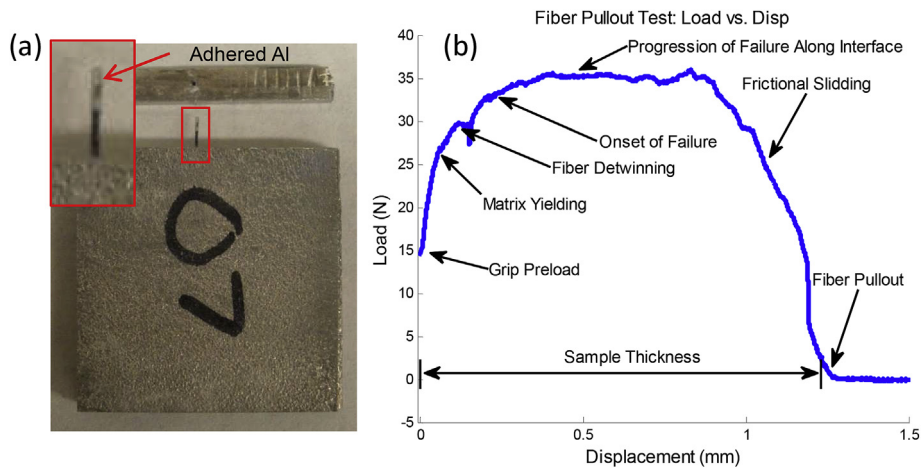 (a)
Adhered Al
07
(b)
Fiber Pullout Test: Load vs. Disp
Progression of Failure Along Interface
Frictional Slidding
Onset of Failure
Fiber Detwinning
Matrix Yielding
Grip Preload
Fiber Pullout
Sample Thickness
Load (N)
40
35
30
25
20
15
10
5
0
-5
0
0.5
1
1.5
Displacement (mm)